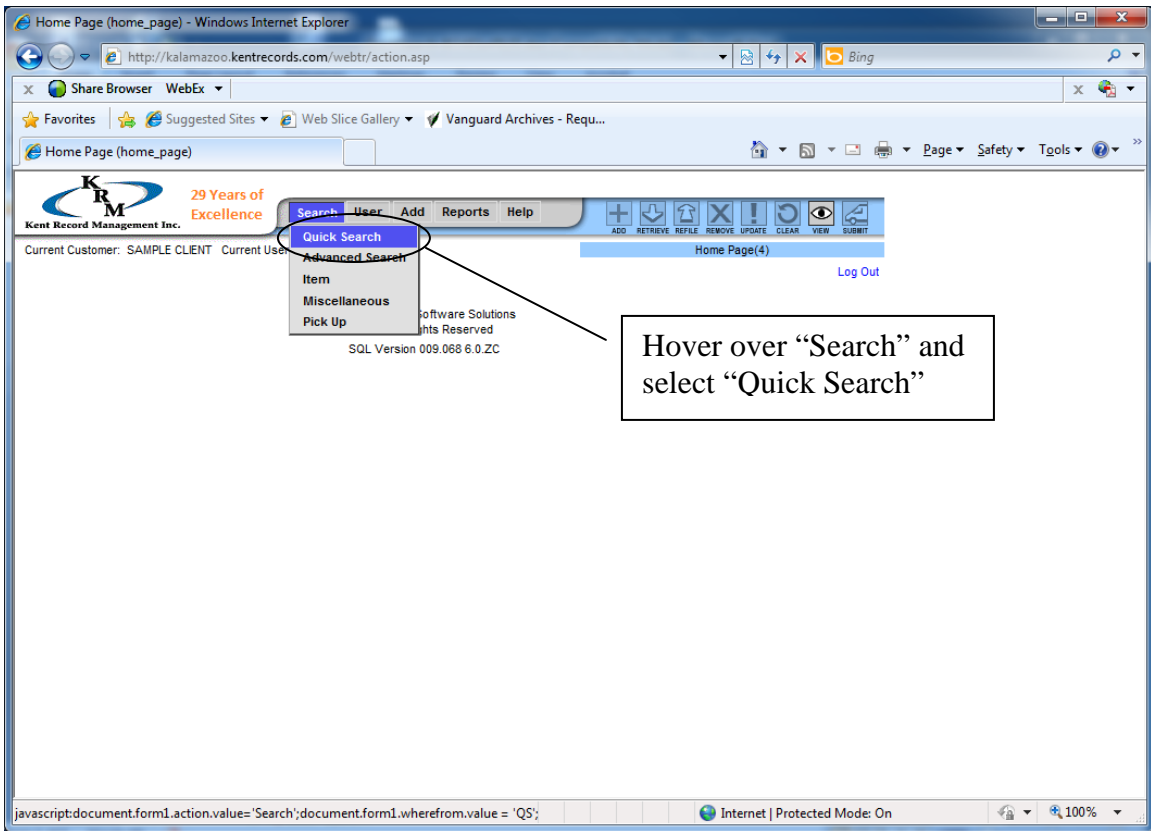 Home Page (home_page) - Windows Internet Explorer
http://kalamazoo.kentrecords.com/webtr/action.asp
Bing
x Share Browser WebEx
x
Favorites Suggested Sites Web Slice Gallery Vanguard Archives - Requ...
Home Page (home_page)
Page Safety Tools
KRM
Kent Record Management Inc.
29 Years of
Excellence
Search User Add Reports Help
ADD RETRIEVE REFILE REMOVE UPDATE CLEAR VIEW SUBMIT
Current Customer: SAMPLE CLIENT Current User
Home Page(4)
Log Out
Quick Search
Advanced Search
Item
Miscellaneous
Pick Up
Software Solutions
Reserved
SQL Version 009.068 6.0.ZC
Hover over “Search” and
select “Quick Search”
javascript:document.form1.action.value='Search';document.form1.wherefrom.value = 'QS';
Internet | Protected Mode: On
100%